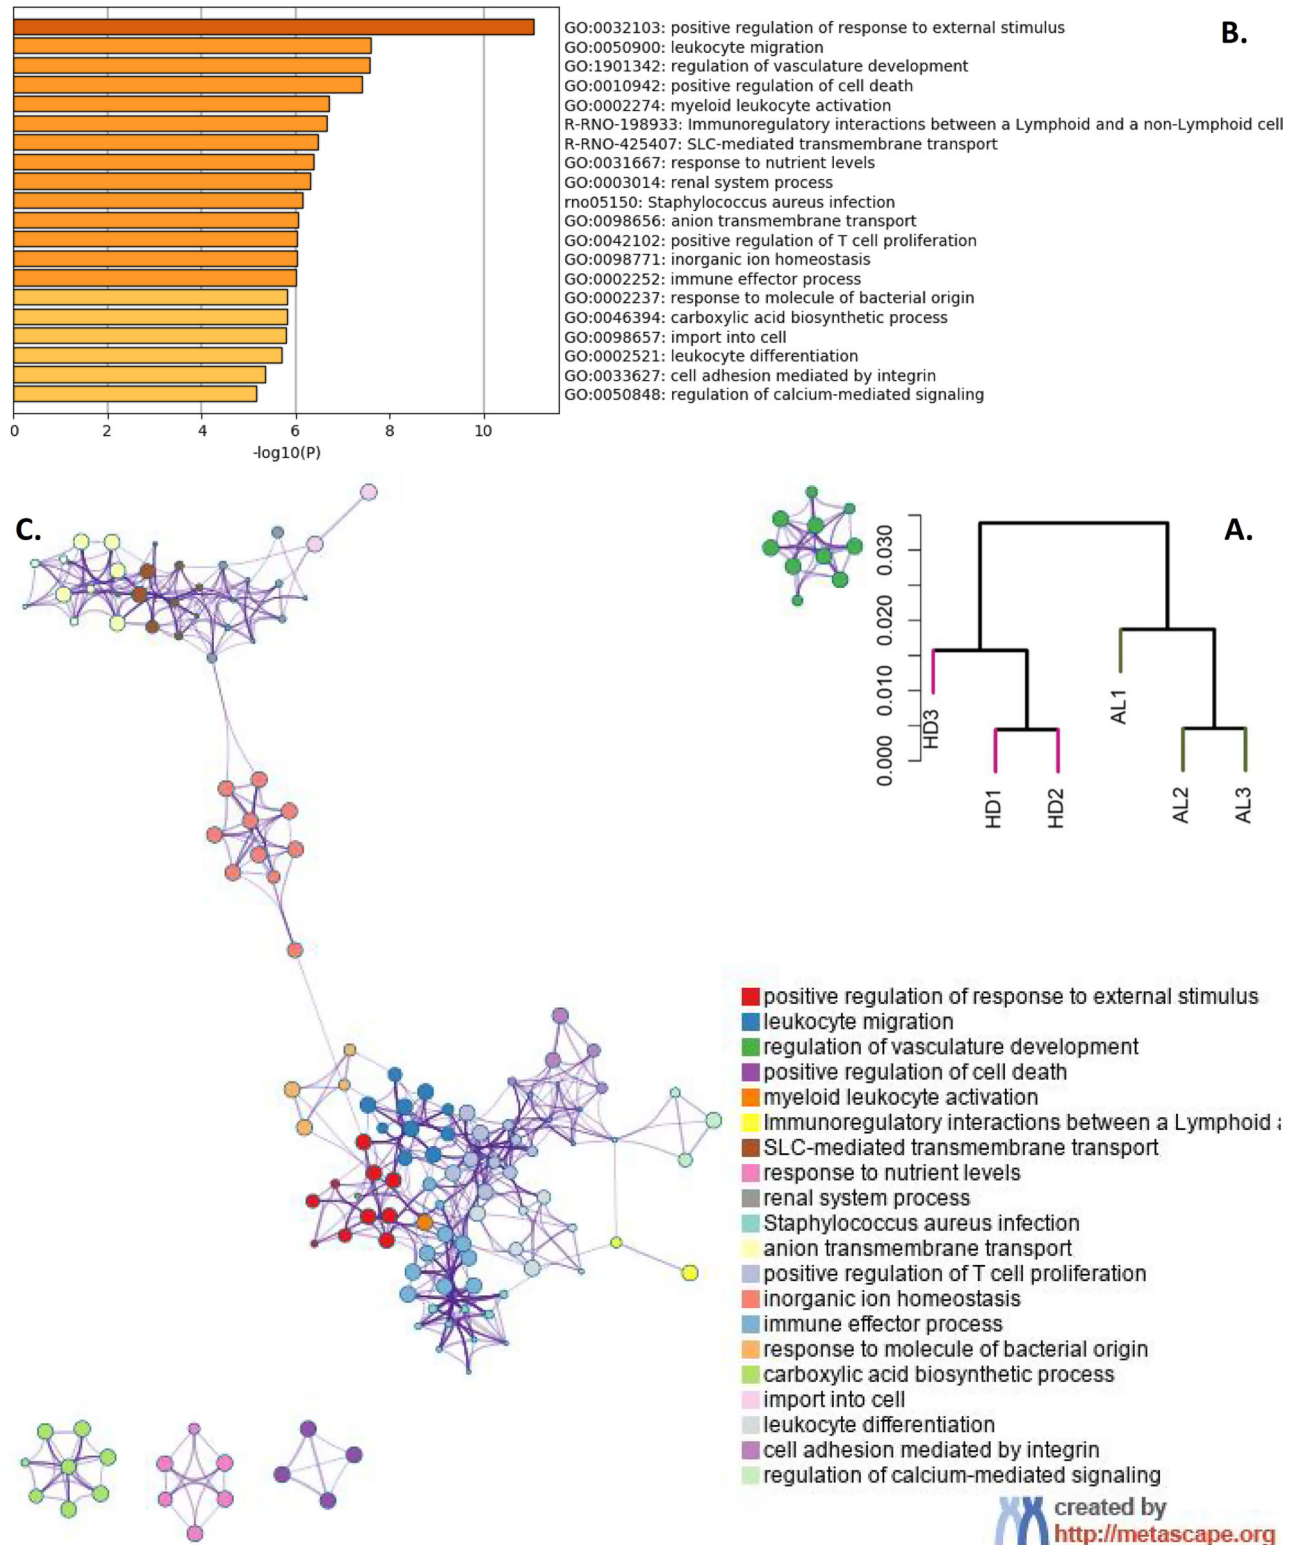 GO:0032103: positive regulation of response to external stimulus
B.
GO:0050900: leukocyte migration
GO:1901342: regulation of vasculature development
GO:0010942: positive regulation of cell death
GO:0002274: myeloid leukocyte activation
R-RNO-198933: Immunoregulatory interactions between a Lymphoid and a non-Lymphoid cell
R-RNO-425407: SLC-mediated transmembrane transport
GO:0031667: response to nutrient levels
GO:0003014: renal system process
rno05150: Staphylococcus aureus infection
GO:0098656: anion transmembrane transport
GO:0042102: positive regulation of T cell proliferation
GO:0098771: inorganic ion homeostasis
GO:0002252: immune effector process
GO:0002237: response to molecule of bacterial origin
GO:0046394: carboxylic acid biosynthetic process
GO:0098657: import into cell
GO:0002521: leukocyte differentiation
GO:0033627: cell adhesion mediated by integrin
GO:0050848: regulation of calcium-mediated signaling
0 2 4 6 8 10
-log10(P)
C.
A.
0.030
0.020
0.010
0.000
HD3
AL1
HD1
HD2
AL2
AL3
positive regulation of response to external stimulus
leukocyte migration
regulation of vasculature development
positive regulation of cell death
myeloid leukocyte activation
Immunoregulatory interactions between a Lymphoid
SLC-mediated transmembrane transport
response to nutrient levels
renal system process
Staphylococcus aureus infection
anion transmembrane transport
positive regulation of T cell proliferation
inorganic ion homeostasis
immune effector process
response to molecule of bacterial origin
carboxylic acid biosynthetic process
import into cell
leukocyte differentiation
cell adhesion mediated by integrin
regulation of calcium-mediated signaling
created by
http://metascape.org